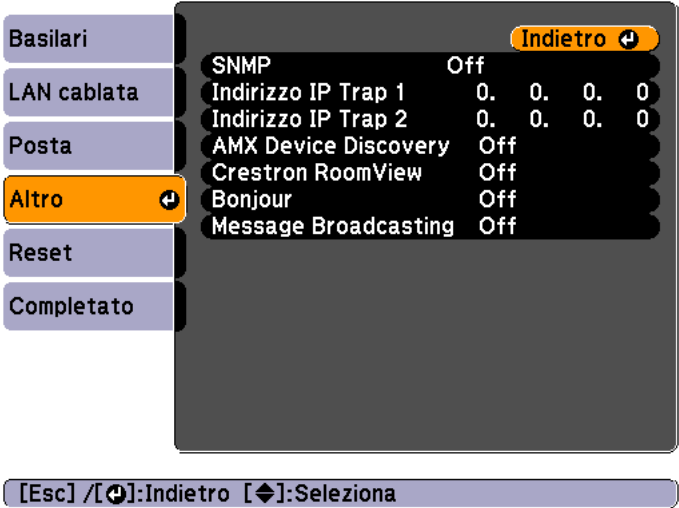 Basilari
LAN cablata
Posta
Altro
Reset
Completato
Indietro
SNMP Off
Indirizzo IP Trap 1 0. 0. 0. 0
Indirizzo IP Trap 2 0. 0. 0. 0
AMX Device Discovery Off
Crestron RoomView Off
Bonjour Off
Message Broadcasting Off
[Esc] /[⏎]:Indietro [◆]:Seleziona